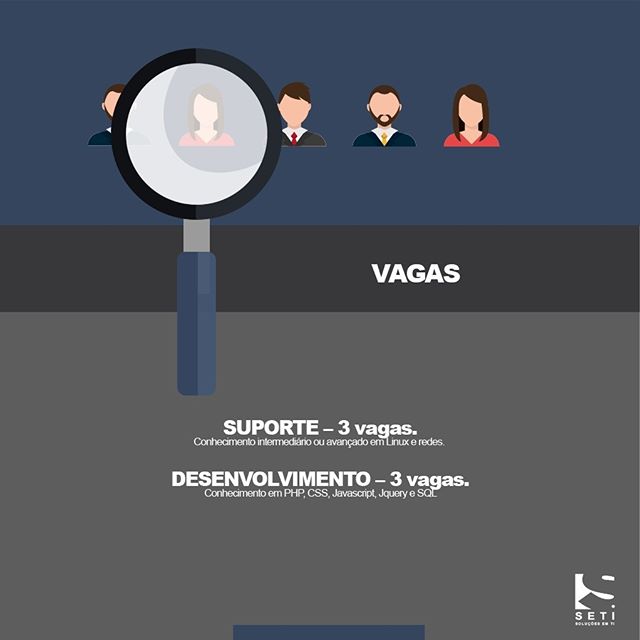 VAGAS
SUPORTE – 3 vagas.
Conhecimento intermediário ou avançado em Linux e redes.
DESENVOLVIMENTO – 3 vagas.
Conhecimento em PHP, CSS, Javascript, Jquery e SQL
SETI
SOLUÇÕES EM TI